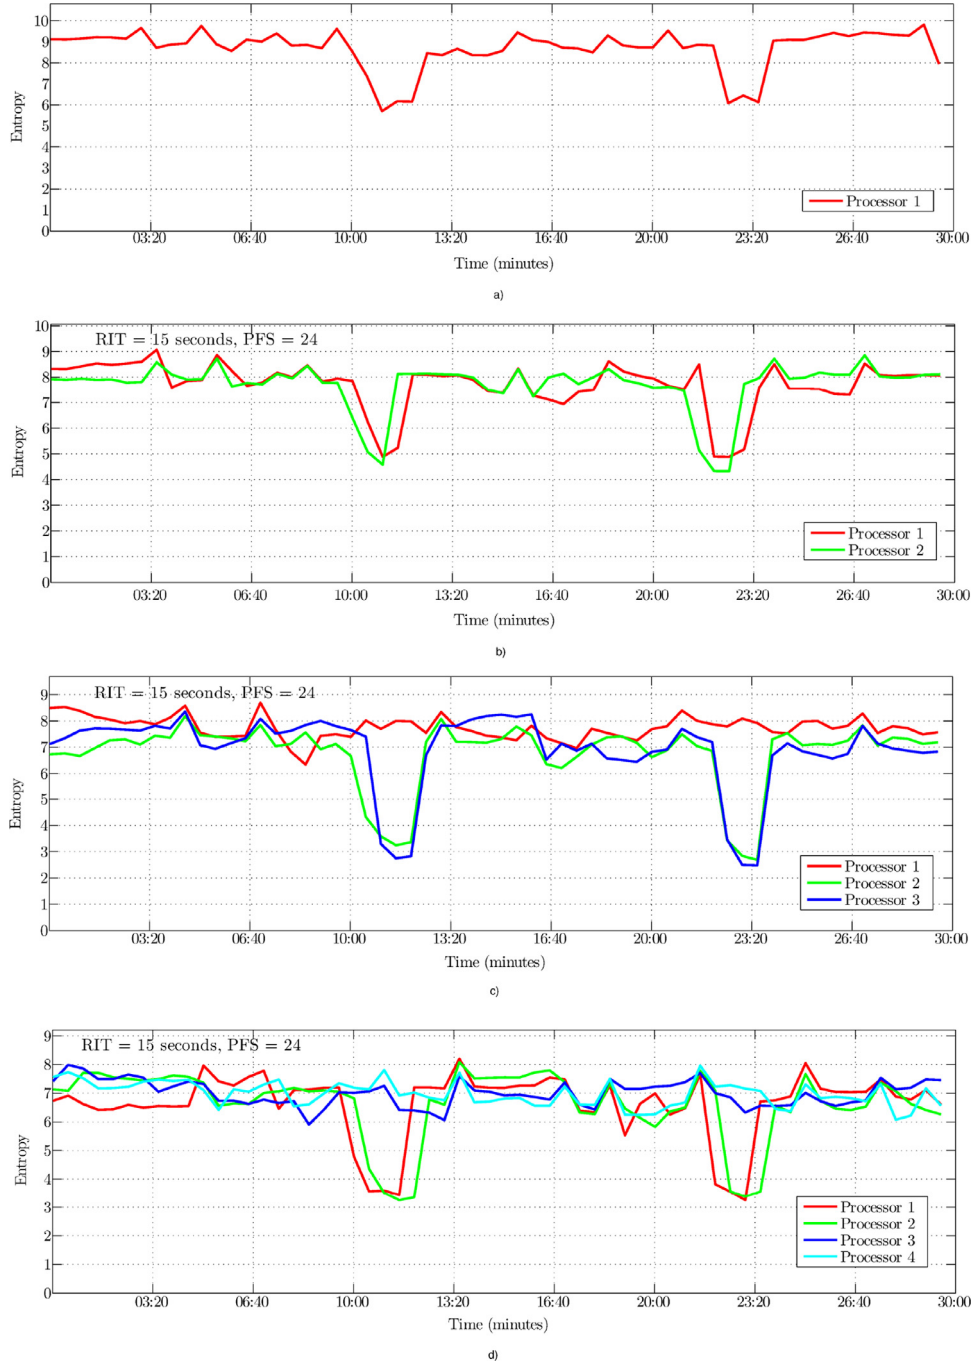 10
9
8
7
6
5
4
3
2
1
0
Entropy
Processor 1
03:20 06:40 10:00 13:20 16:40 20:00 23:20 26:40 30:00
Time (minutes)
a)
RIT = 15 seconds, PFS = 24
10
9
8
7
6
5
4
3
2
1
0
Entropy
Processor 1
Processor 2
03:20 06:40 10:00 13:20 16:40 20:00 23:20 26:40 30:00
Time (minutes)
b)
RIT = 15 seconds, PFS = 24
9
8
7
6
5
4
3
2
1
0
Entropy
Processor 1
Processor 2
Processor 3
03:20 06:40 10:00 13:20 16:40 20:00 23:20 26:40 30:00
Time (minutes)
c)
RIT = 15 seconds, PFS = 24
9
8
7
6
5
4
3
2
1
0
Entropy
Processor 1
Processor 2
Processor 3
Processor 4
03:20 06:40 10:00 13:20 16:40 20:00 23:20 26:40 30:00
Time (minutes)
d)